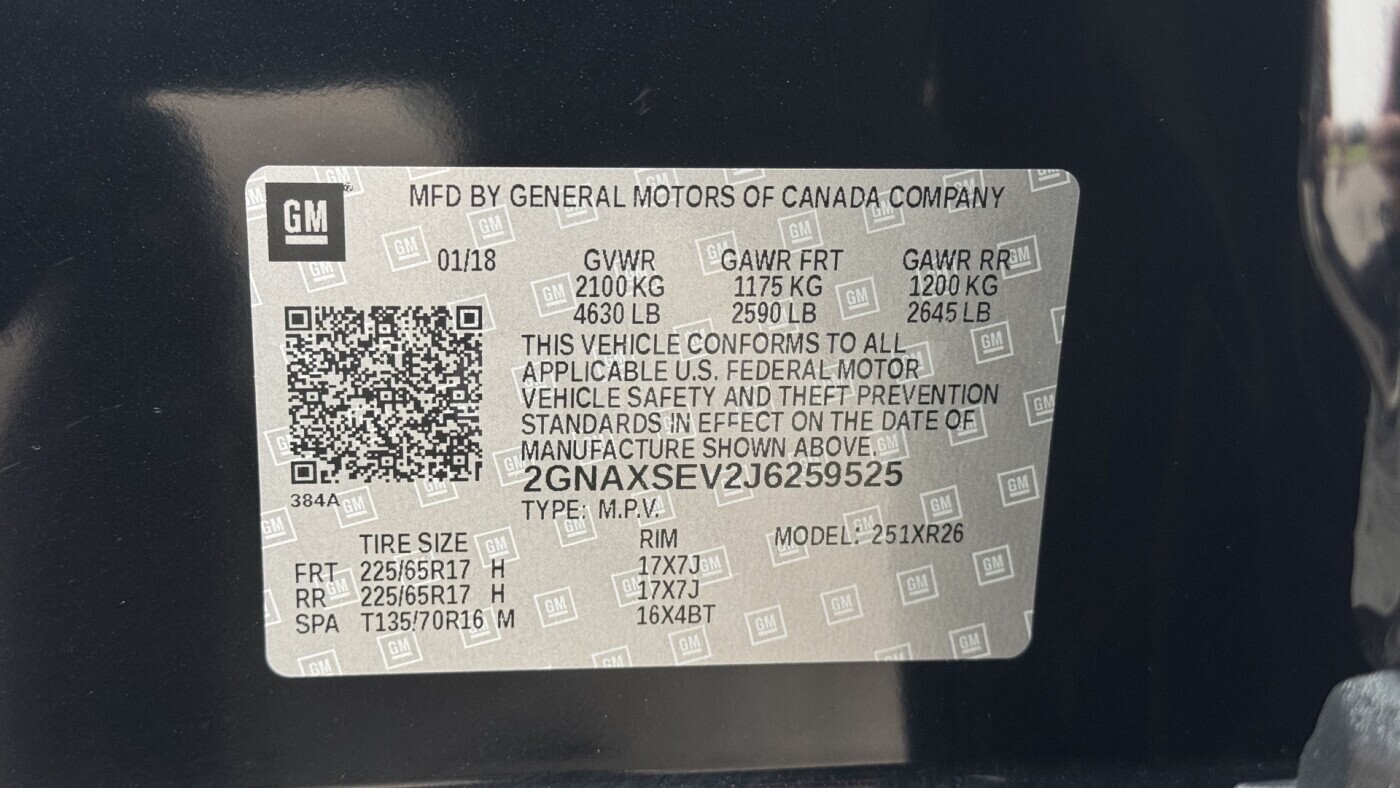 GM
MFD BY GENERAL MOTORS OF CANADA COMPANY
01/18 GVWR GAWR FRT GAWR RR
2100 KG 1175 KG 1200 KG
4630 LB 2590 LB 2645 LB
THIS VEHICLE CONFORMS TO ALL
APPLICABLE U.S. FEDERAL MOTOR
VEHICLE SAFETY AND THEFT PREVENTION
STANDARDS IN EFFECT ON THE DATE OF
MANUFACTURE SHOWN ABOVE.
2GNAXSEV2J6259525
384A
TYPE: M.P.V.
TIRE SIZE RIM MODEL: 251XR26
FRT 225/65R17 H 17X7J
RR 225/65R17 H 17X7J
SPA T135/70R16 M 16X4BT